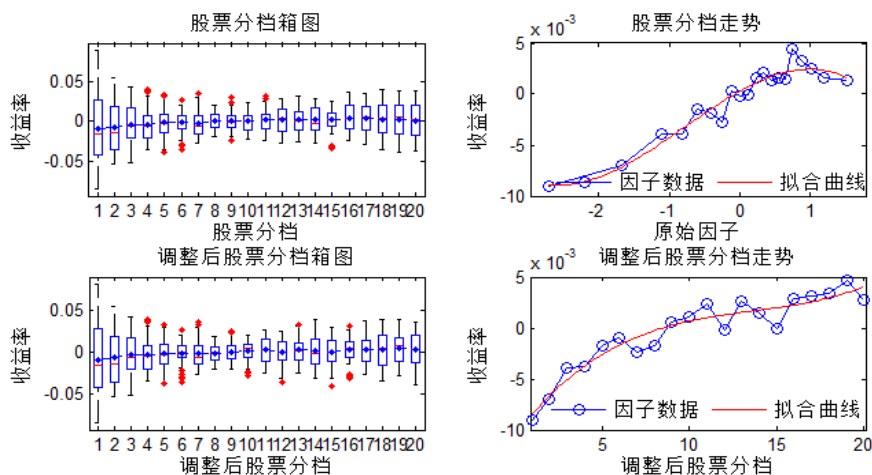 股票分档箱图
0.05
0
-0.05
收益率
1 2 3 4 5 6 7 8 9 10 11 12 13 14 15 16 17 18 19 20
股票分档
股票分档走势
x 10-3
5
0
-5
-10
收益率
因子数据
拟合曲线
-2 -1 0 1
原始因子
调整后股票分档箱图
0.05
0
-0.05
收益率
1 2 3 4 5 6 7 8 9 10 11 12 13 14 15 16 17 18 19 20
调整后股票分档
调整后股票分档走势
x 10-3
5
0
-5
-10
收益率
因子数据
拟合曲线
5 10 15 20
调整后股票分档